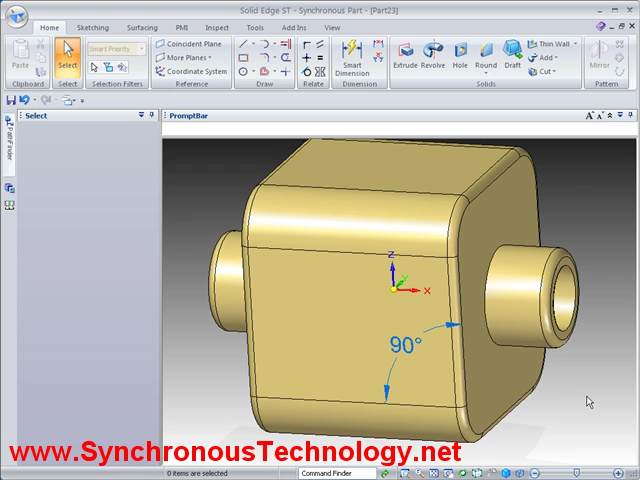 Solid Edge ST - Synchronous Part - [Part23]
Home Sketching Surfacing PMI Inspect Tools Add Ins View
Paste
Clipboard
Select
Select
Smart Priority
Selection Filters
Coincident Plane
More Planes
Coordinate System
Reference
Draw
Relate
Smart Dimension
Dimension
Extrude
Revolve
Hole
Round
Draft
Thin Wall
Add
Cut
Solids
Mirror
Pattern
Select
PromptBar
PathFinder
Z
Y
X
90°
www.SynchronousTechnology.net
0 Items are selected
Command Finder